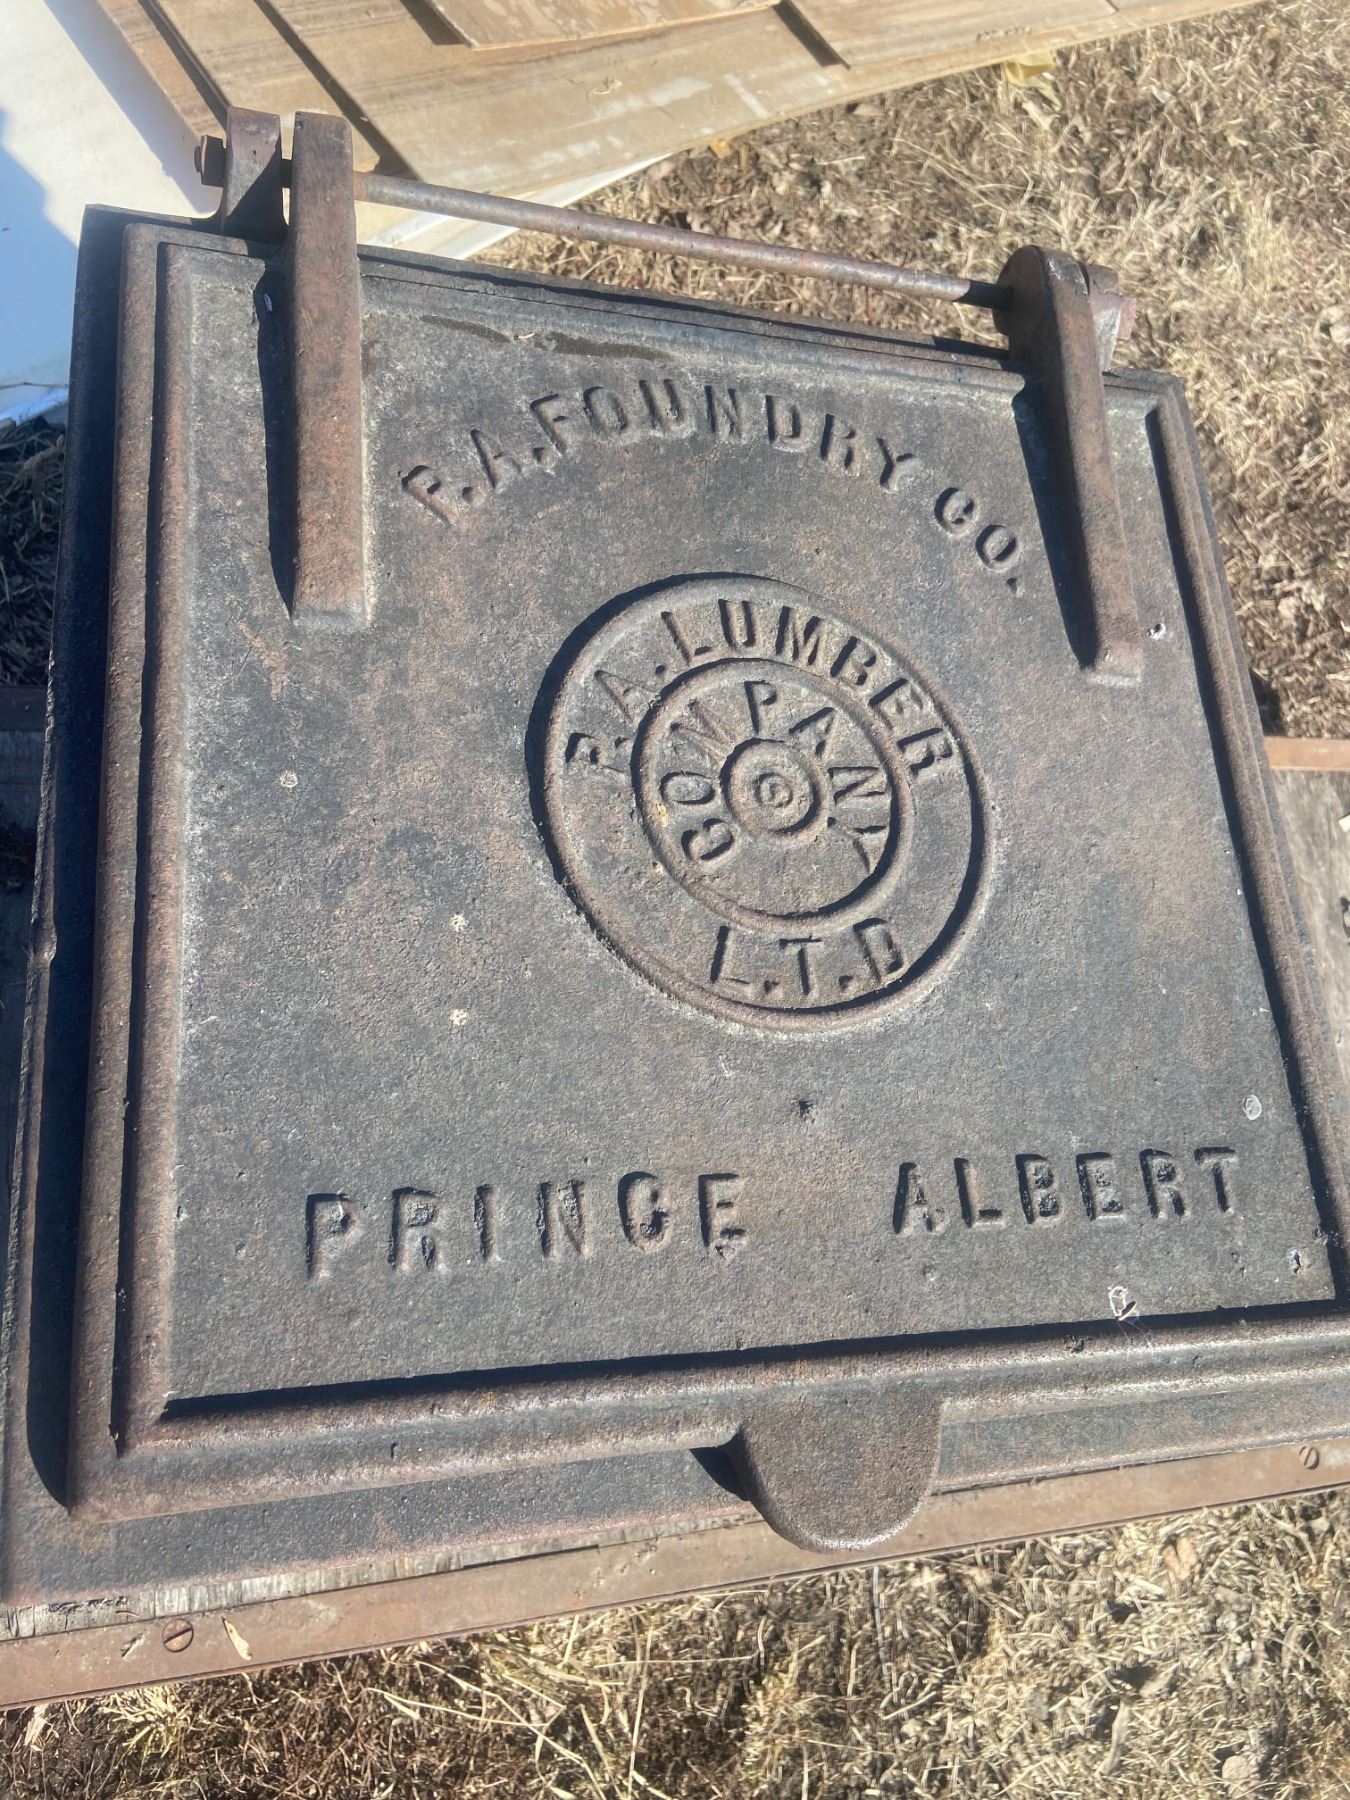 P.A. FOUNDRY CO.
P.A. LUMBER
COMPANY
L.T.D
PRINCE ALBERT